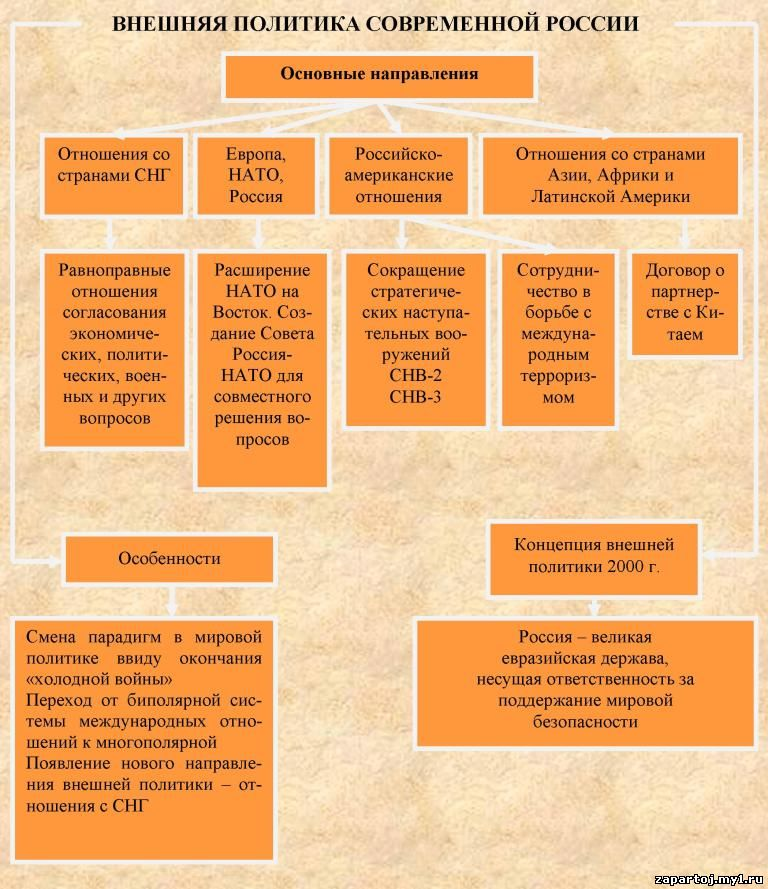 ВНЕШНЯЯ ПОЛИТИКА СОВРЕМЕННОЙ РОССИИ
Основные направления
Отношения со
странами СНГ
Европа,
НАТО,
Россия
Российско-
американские
отношения
Отношения со странами
Азии, Африки и
Латинской Америки
Равноправные
отношения
согласования
экономиче-
ских, полити-
ческих, воен-
ных и других
вопросов
Расширение
НАТО на
Восток. Соз-
дание Совета
Россия-
НАТО для
совместного
решения во-
просов
Сокращение
стратегиче-
ских наступа-
тельных воо-
ружений
СНВ-2
СНВ-3
Сотрудни-
чество в
борьбе с
междуна-
родным
террориз-
мом
Договор о
партнер-
стве с Ки-
таем
Особенности
Смена парадигм в мировой
политике ввиду окончания
«холодной войны»
Переход от биполярной сис-
темы международных отно-
шений к многополярной
Появление нового направле-
ния внешней политики – от-
ношения с СНГ
Концепция внешней
политики 2000 г.
Россия – великая
евразийская держава,
несущая ответственность за
поддержание мировой
безопасности
zapartoj.my1.ru